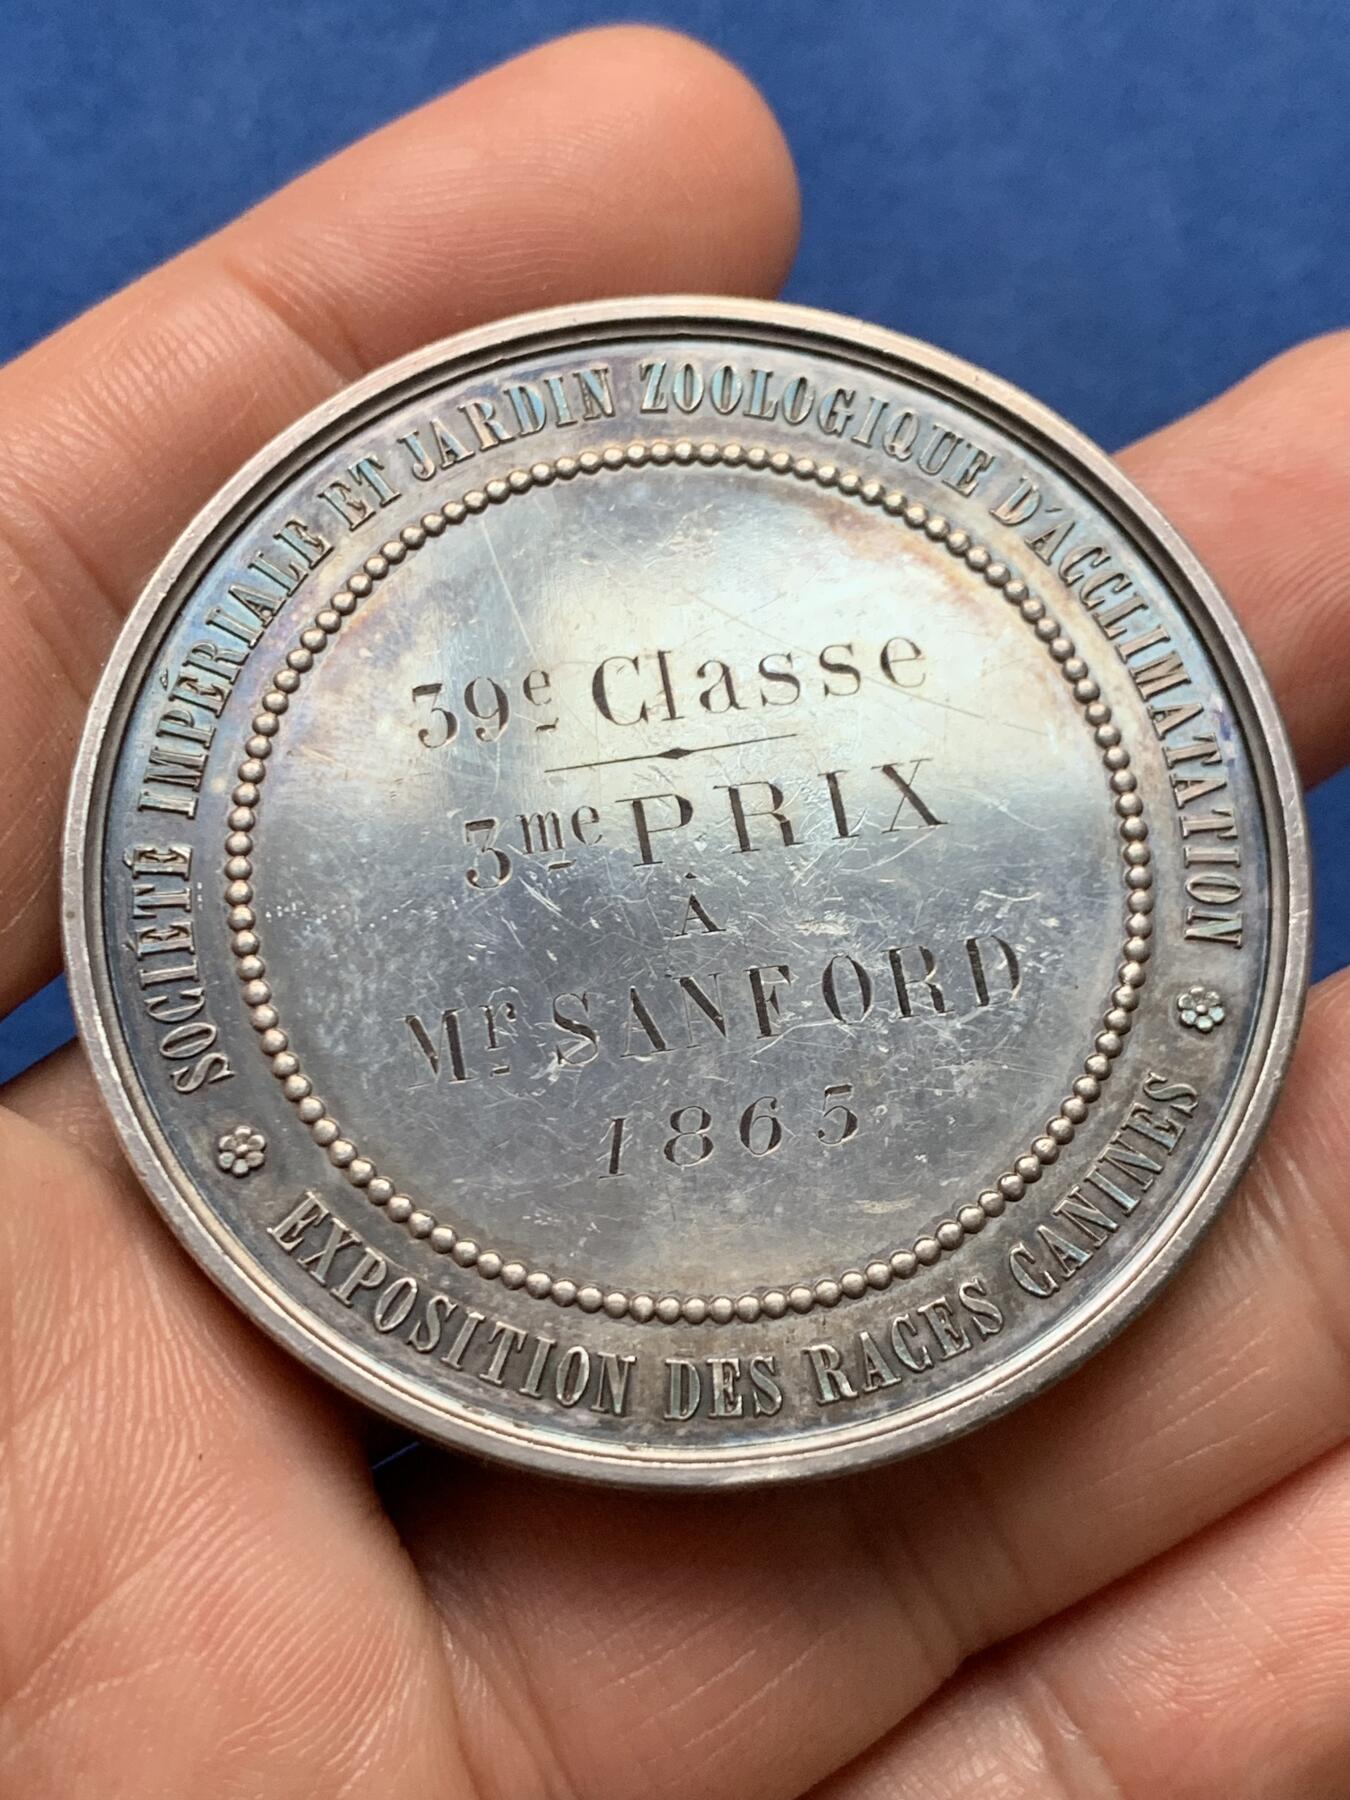 SOCIÉTÉ IMPÉRIALE ET JARDIN ZOOLOGIQUE D'ACCLIMATATION
39e Classe
3me PRIX
À
Mr SANFORD
1865
EXPOSITION DES RACES CANINES